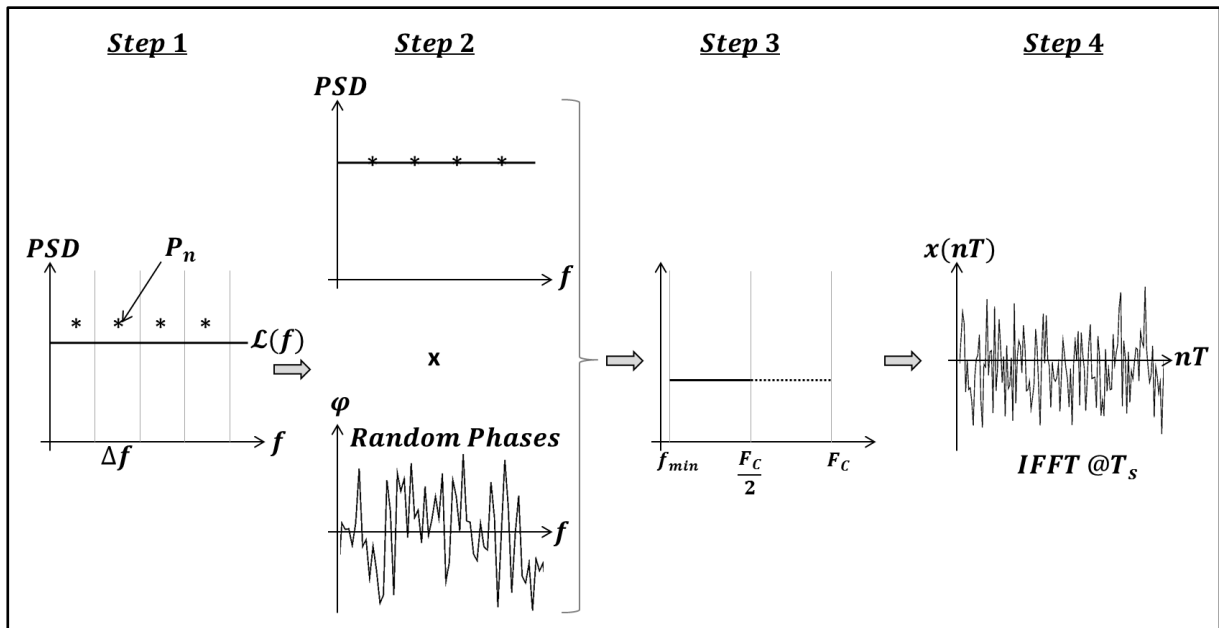 Step 1
PSD
P_n
* * * *
ℒ(f)
Δf
f
Step 2
PSD
* * * *
f
x
φ
Random Phases
f
Step 3
f_min
F_C/2
F_C
Step 4
x(nT)
nT
IFFT @T_s